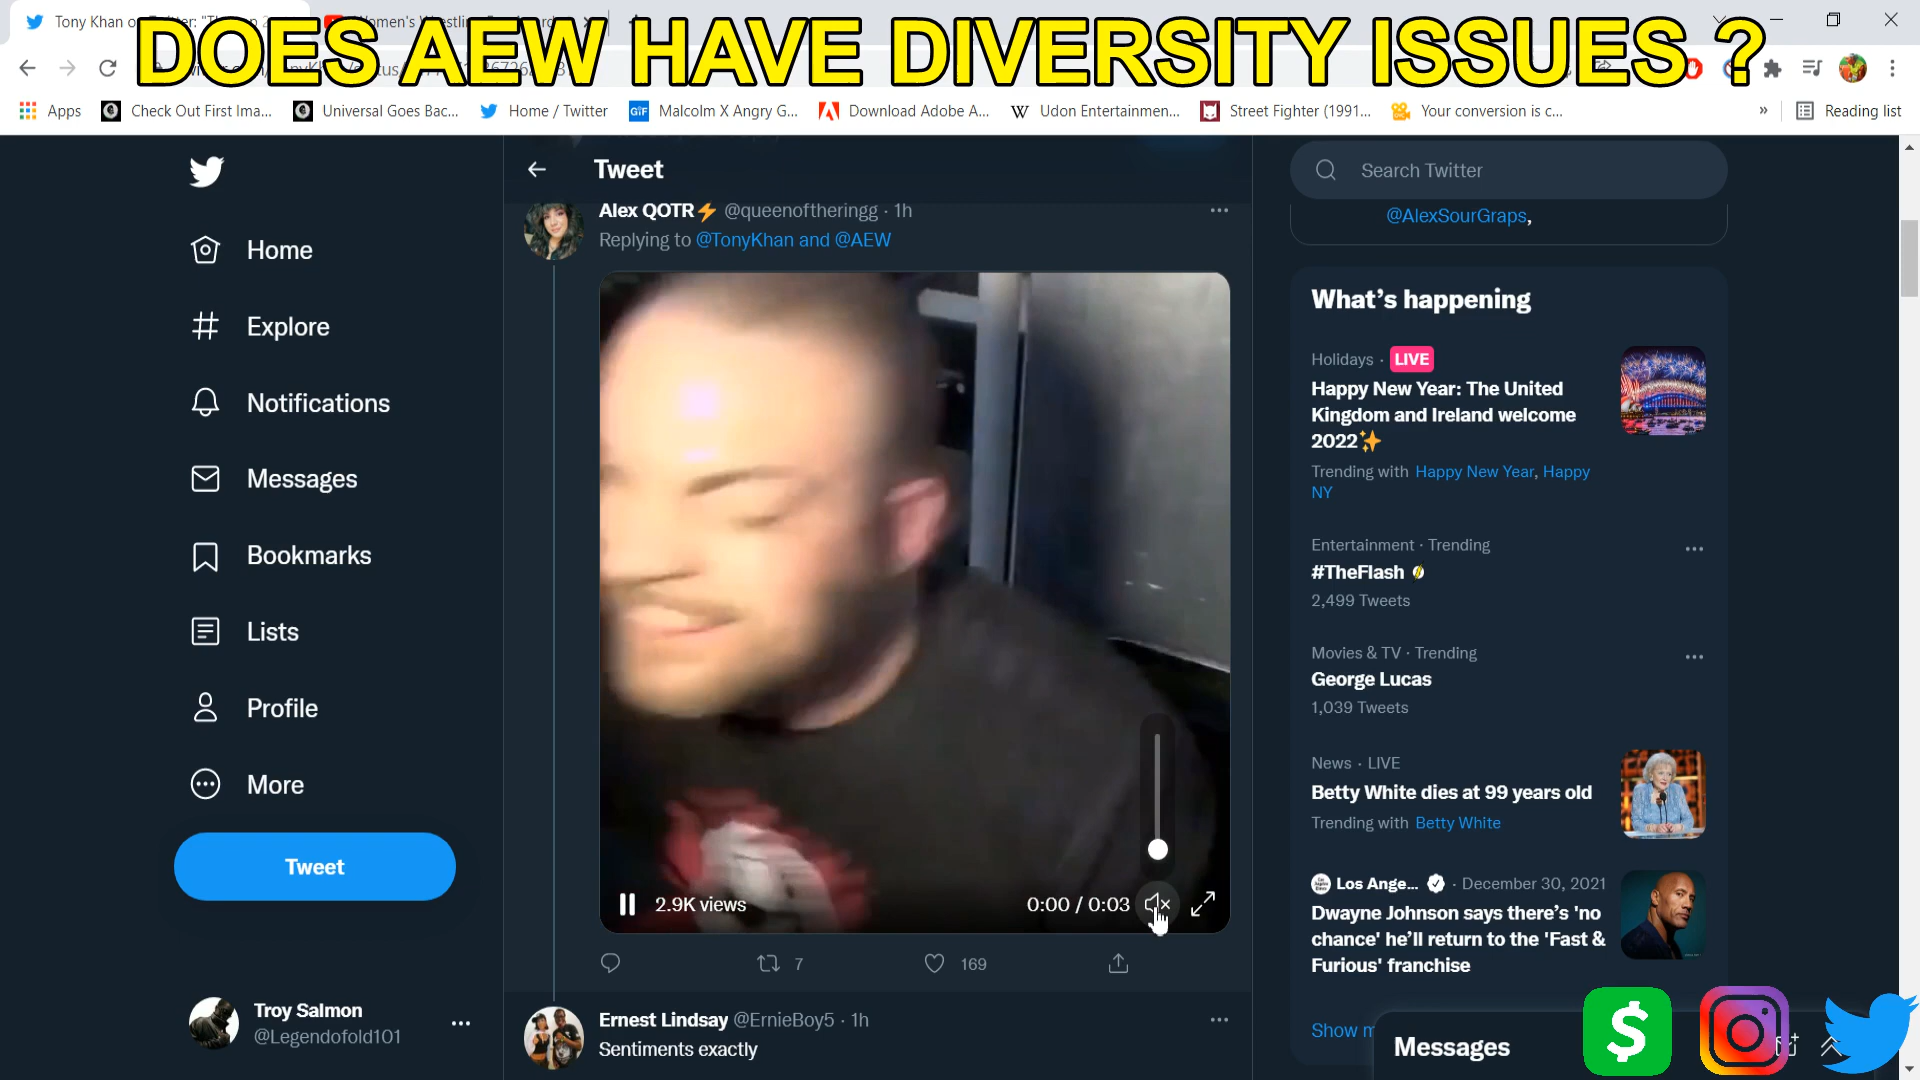 Tony Khan o
Women's Wrestlin
DOES AEW HAVE DIVERSITY ISSUES ?
Apps
Check Out First Ima...
Universal Goes Bac...
Home / Twitter
GIF
Malcolm X Angry G...
Download Adobe A...
W
Udon Entertainmen...
Street Fighter (1991...
Your conversion is c...
»
Reading list
Home
Explore
Notifications
Messages
Bookmarks
Lists
Profile
More
Tweet
Troy Salmon
@Legendofold101
Tweet
Alex QOTR⚡ @queenoftheringg · 1h
Replying to @TonyKhan and @AEW
2.9K views
0:00 / 0:03
7
169
Ernest Lindsay @ErnieBoy5 · 1h
Sentiments exactly
Search Twitter
@AlexSourGraps,
What's happening
Holidays · LIVE
Happy New Year: The United
Kingdom and Ireland welcome
2022✨
Trending with Happy New Year, Happy
NY
Entertainment · Trending
#TheFlash
2,499 Tweets
Movies & TV · Trending
George Lucas
1,039 Tweets
News · LIVE
Betty White dies at 99 years old
Trending with Betty White
Los Ange... · December 30, 2021
Dwayne Johnson says there's 'no
chance' he'll return to the 'Fast &
Furious' franchise
Show m
Messages
$